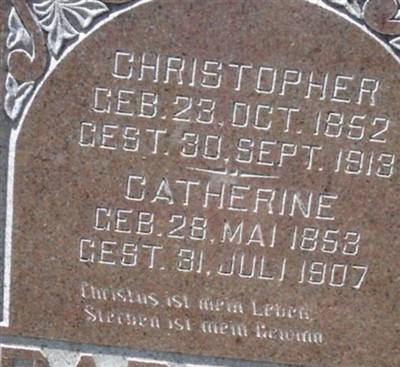 CHRISTOPHER
GEB. 23. OCT. 1852
GEST. 30. SEPT. 1913
CATHERINE
GEB. 28. MAI 1853
GEST. 31. JULI 1907
Christus ist mein Leben,
Sterben ist mein Gewinn